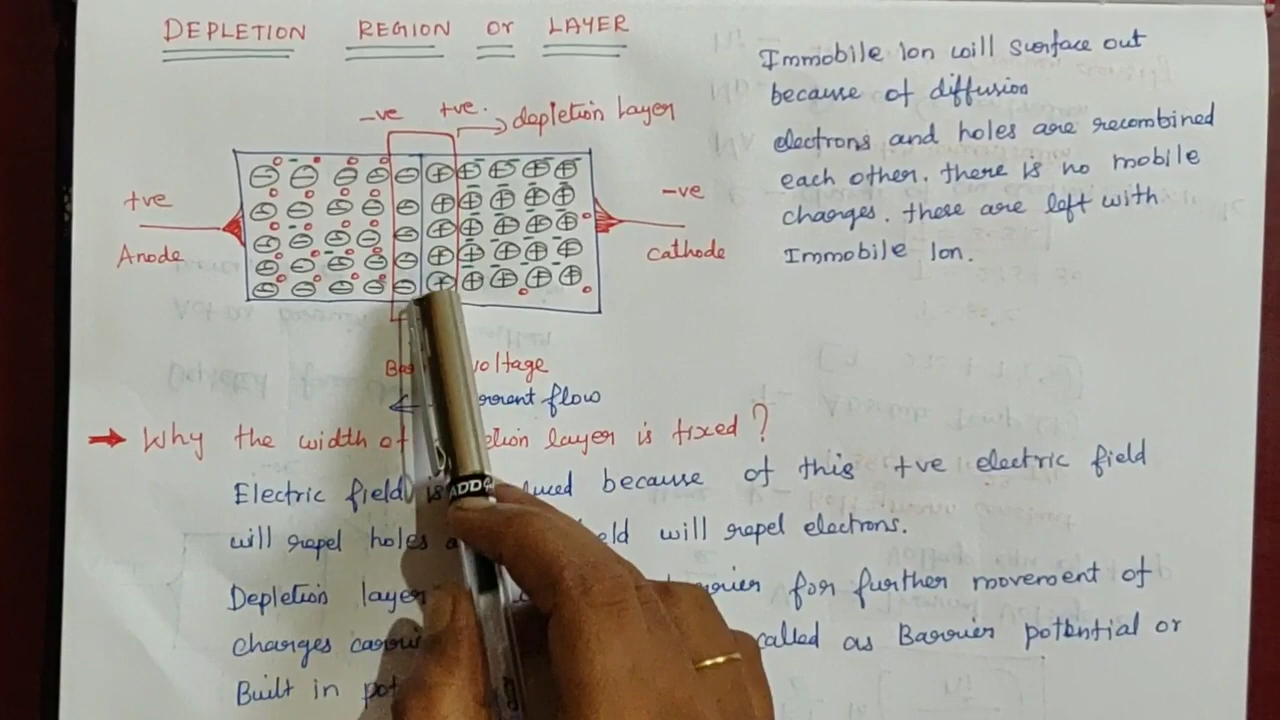 DEPLETION REGION or LAYER
-ve +ve. depletion layer
+ve
Anode
-ve
cathode
Immobile Ion will surface out
because of diffusion
electrons and holes are recombined
each other. there is no mobile
charges. these are left with
Immobile Ion.
voltage
flow
Why the width of layer is fixed?
Electric field is because of this +ve electric field
will repel holes will repel electrons.
Depletion layer for further movement of
charges called as Barrier potential or
Built in
ADD